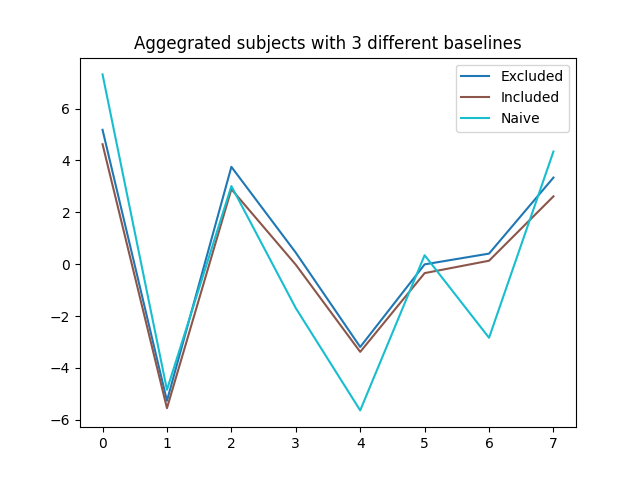 Aggegrated subjects with 3 different baselines
Excluded
Included
Naive
6
4
2
0
−2
−4
−6
0 1 2 3 4 5 6 7